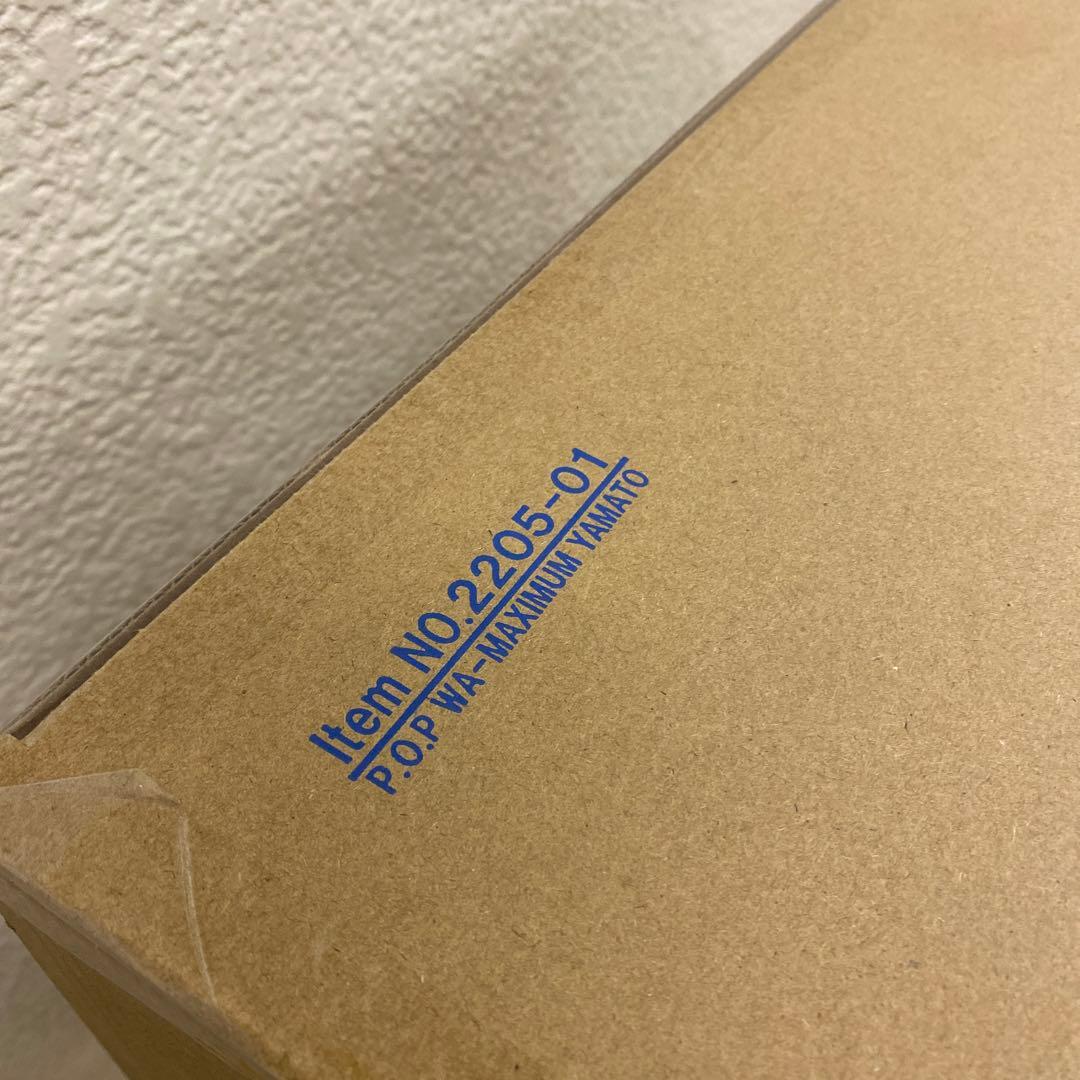 Item NO.2205-01
P.O.P WA-MAXIMUM YAMATO